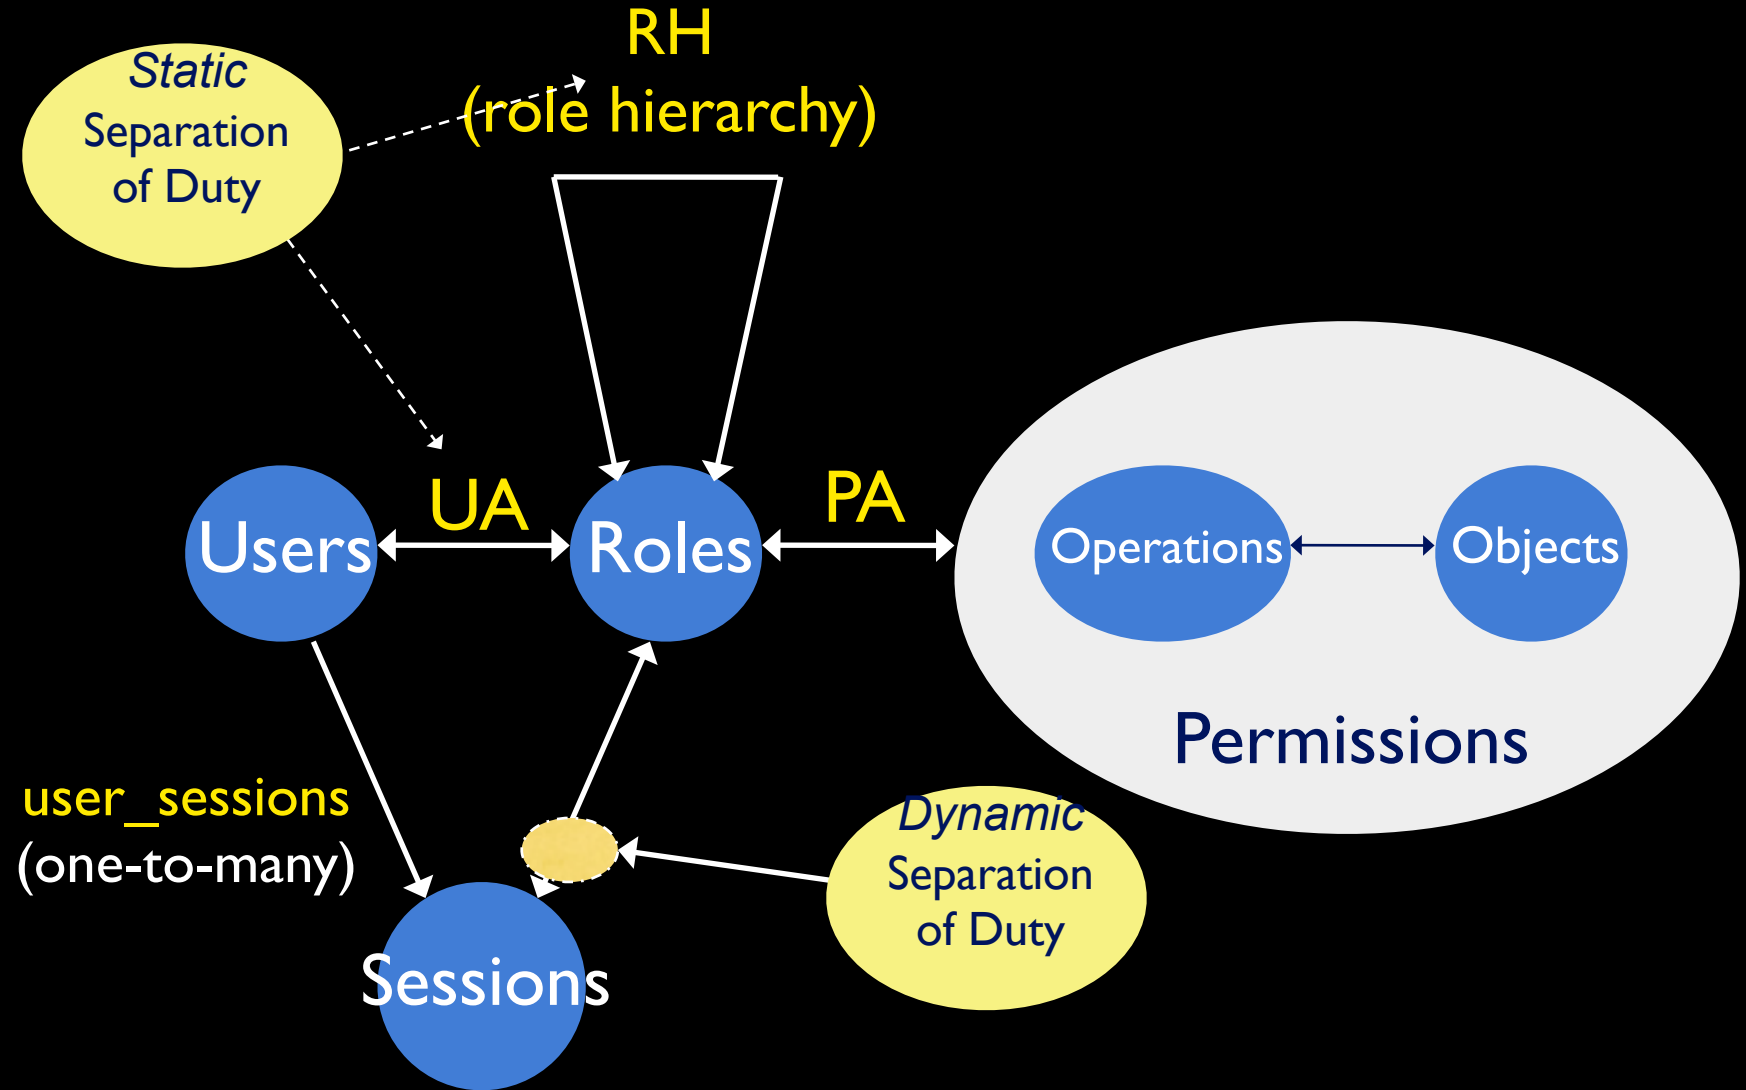 RH
(role hierarchy)
Static
Separation
of Duty
UA
PA
Users
Roles
Operations
Objects
Permissions
user_sessions
(one-to-many)
Dynamic
Separation
of Duty
Sessions